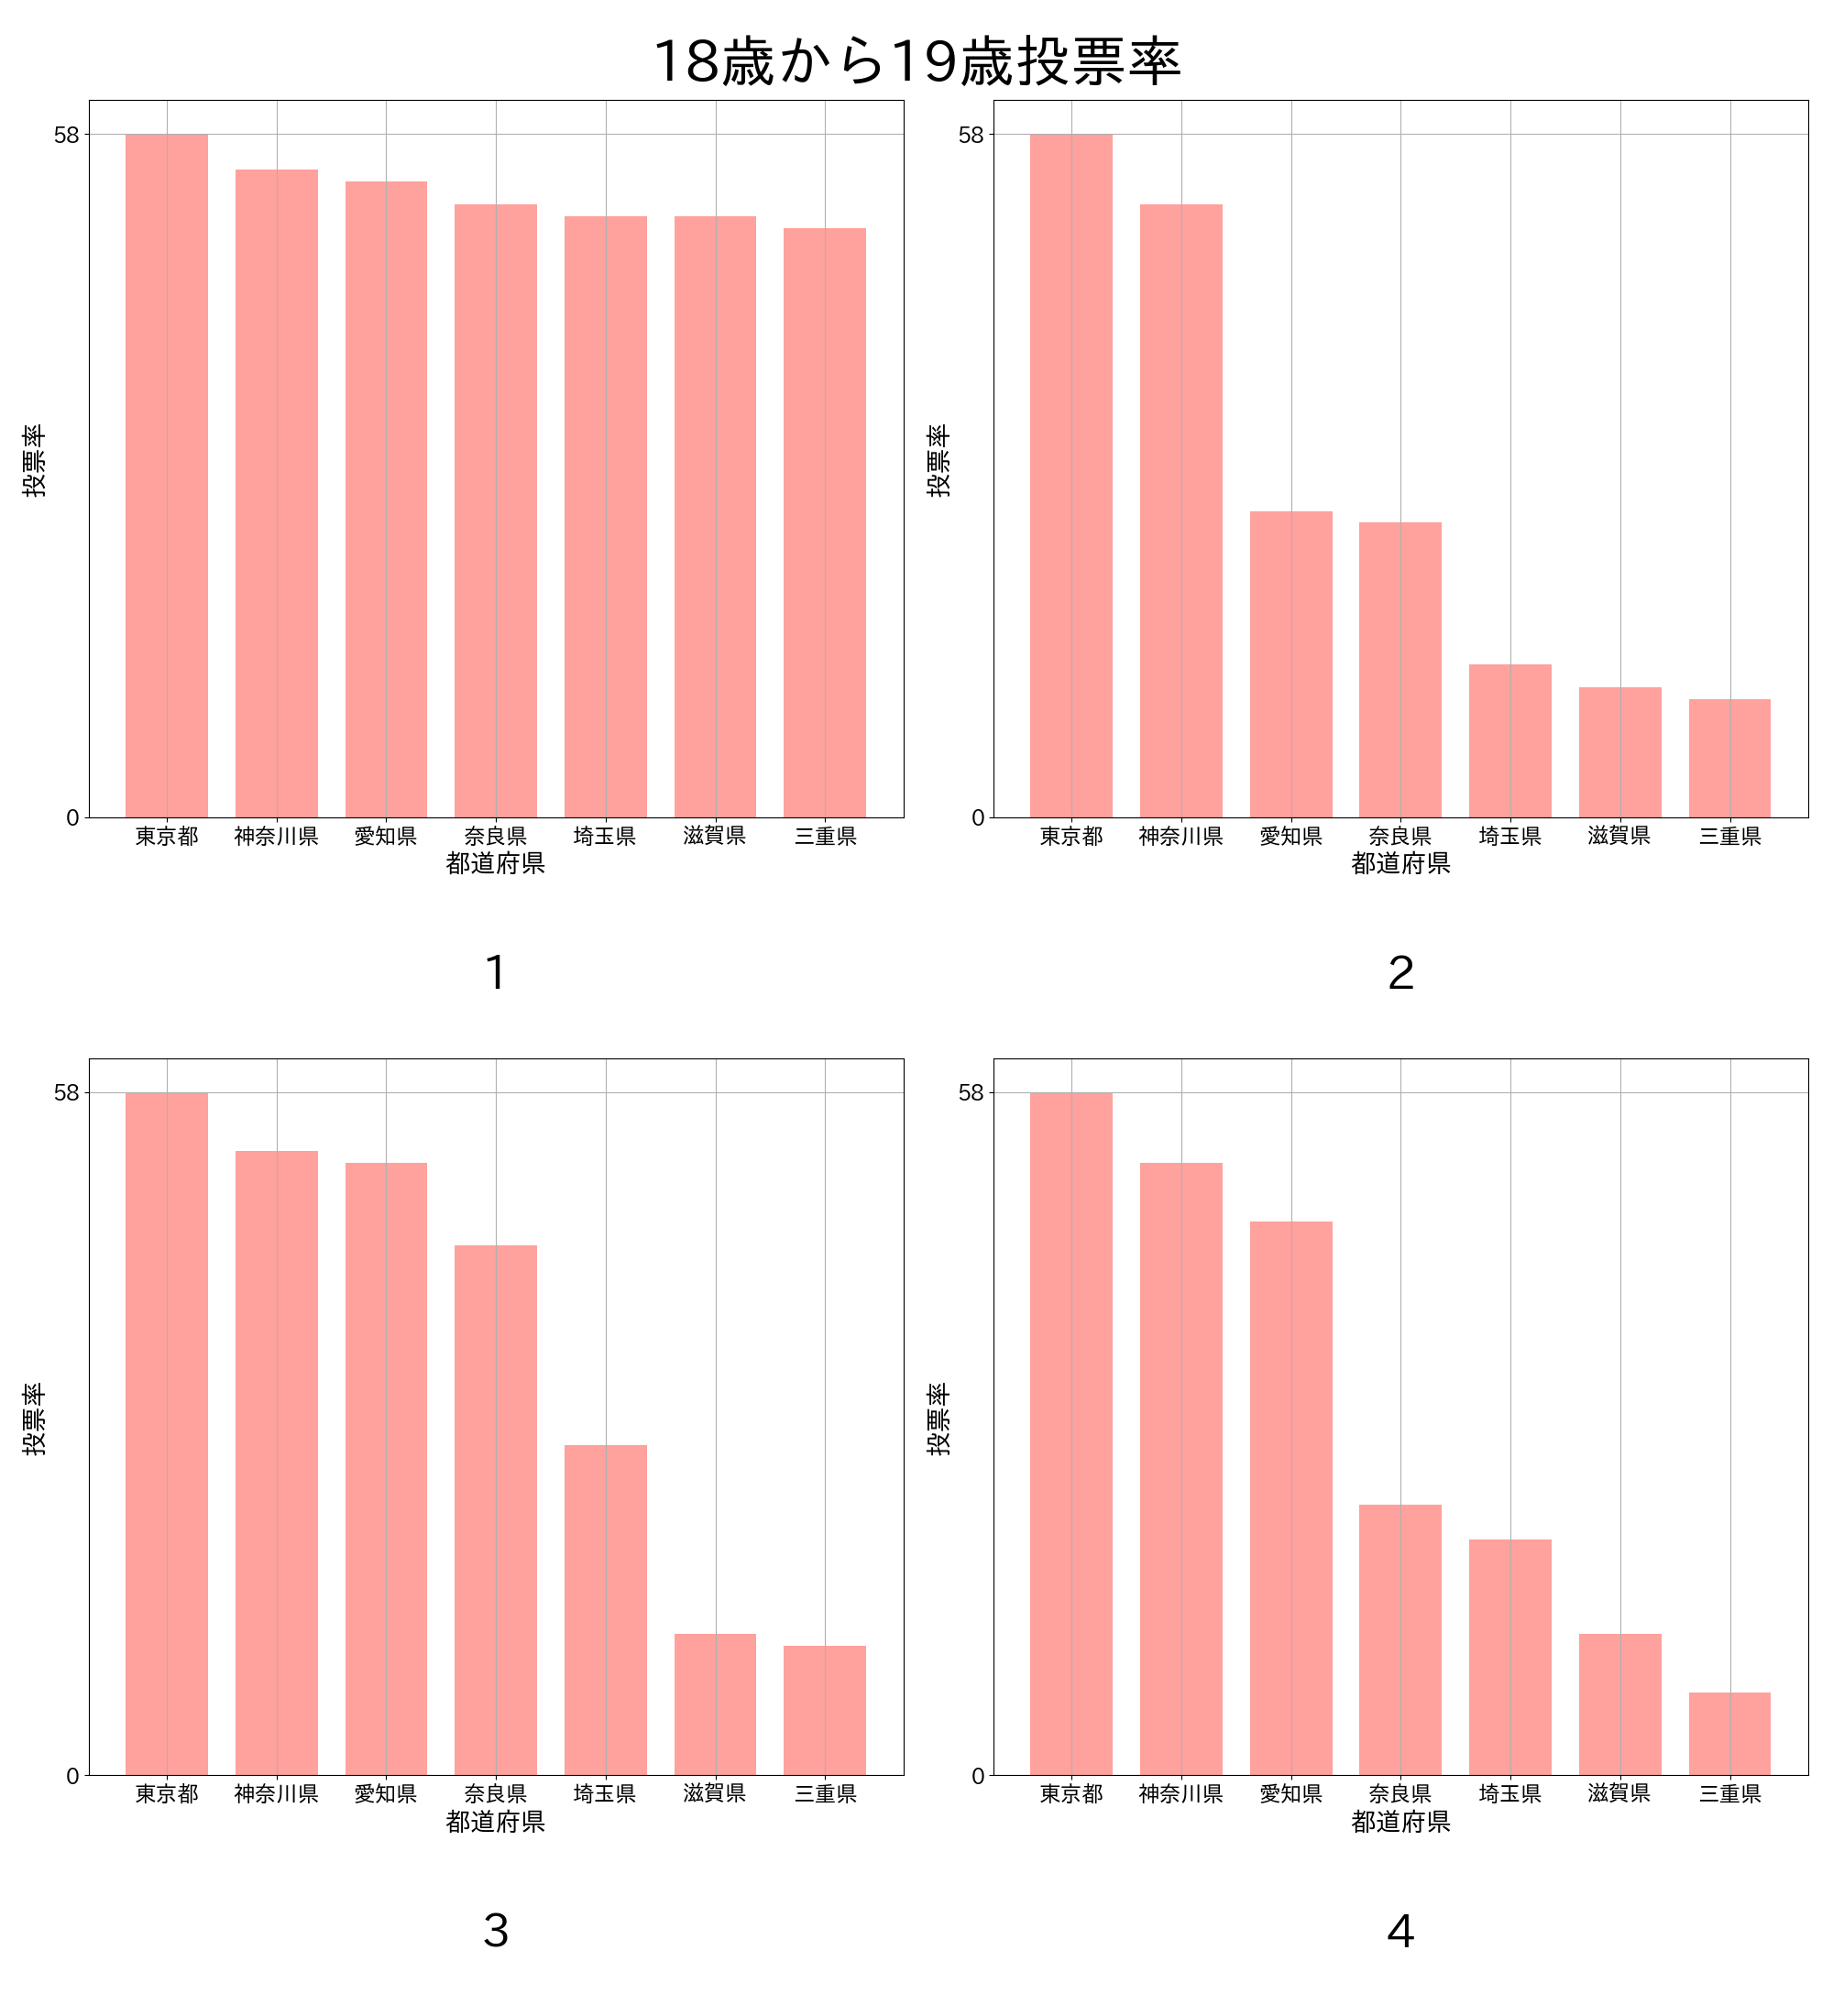 18歳から19歳投票率
58
0
投票率
東京都 神奈川県 愛知県 奈良県 埼玉県 滋賀県 三重県
都道府県
1
58
0
投票率
東京都 神奈川県 愛知県 奈良県 埼玉県 滋賀県 三重県
都道府県
2
58
0
投票率
東京都 神奈川県 愛知県 奈良県 埼玉県 滋賀県 三重県
都道府県
3
58
0
投票率
東京都 神奈川県 愛知県 奈良県 埼玉県 滋賀県 三重県
都道府県
4